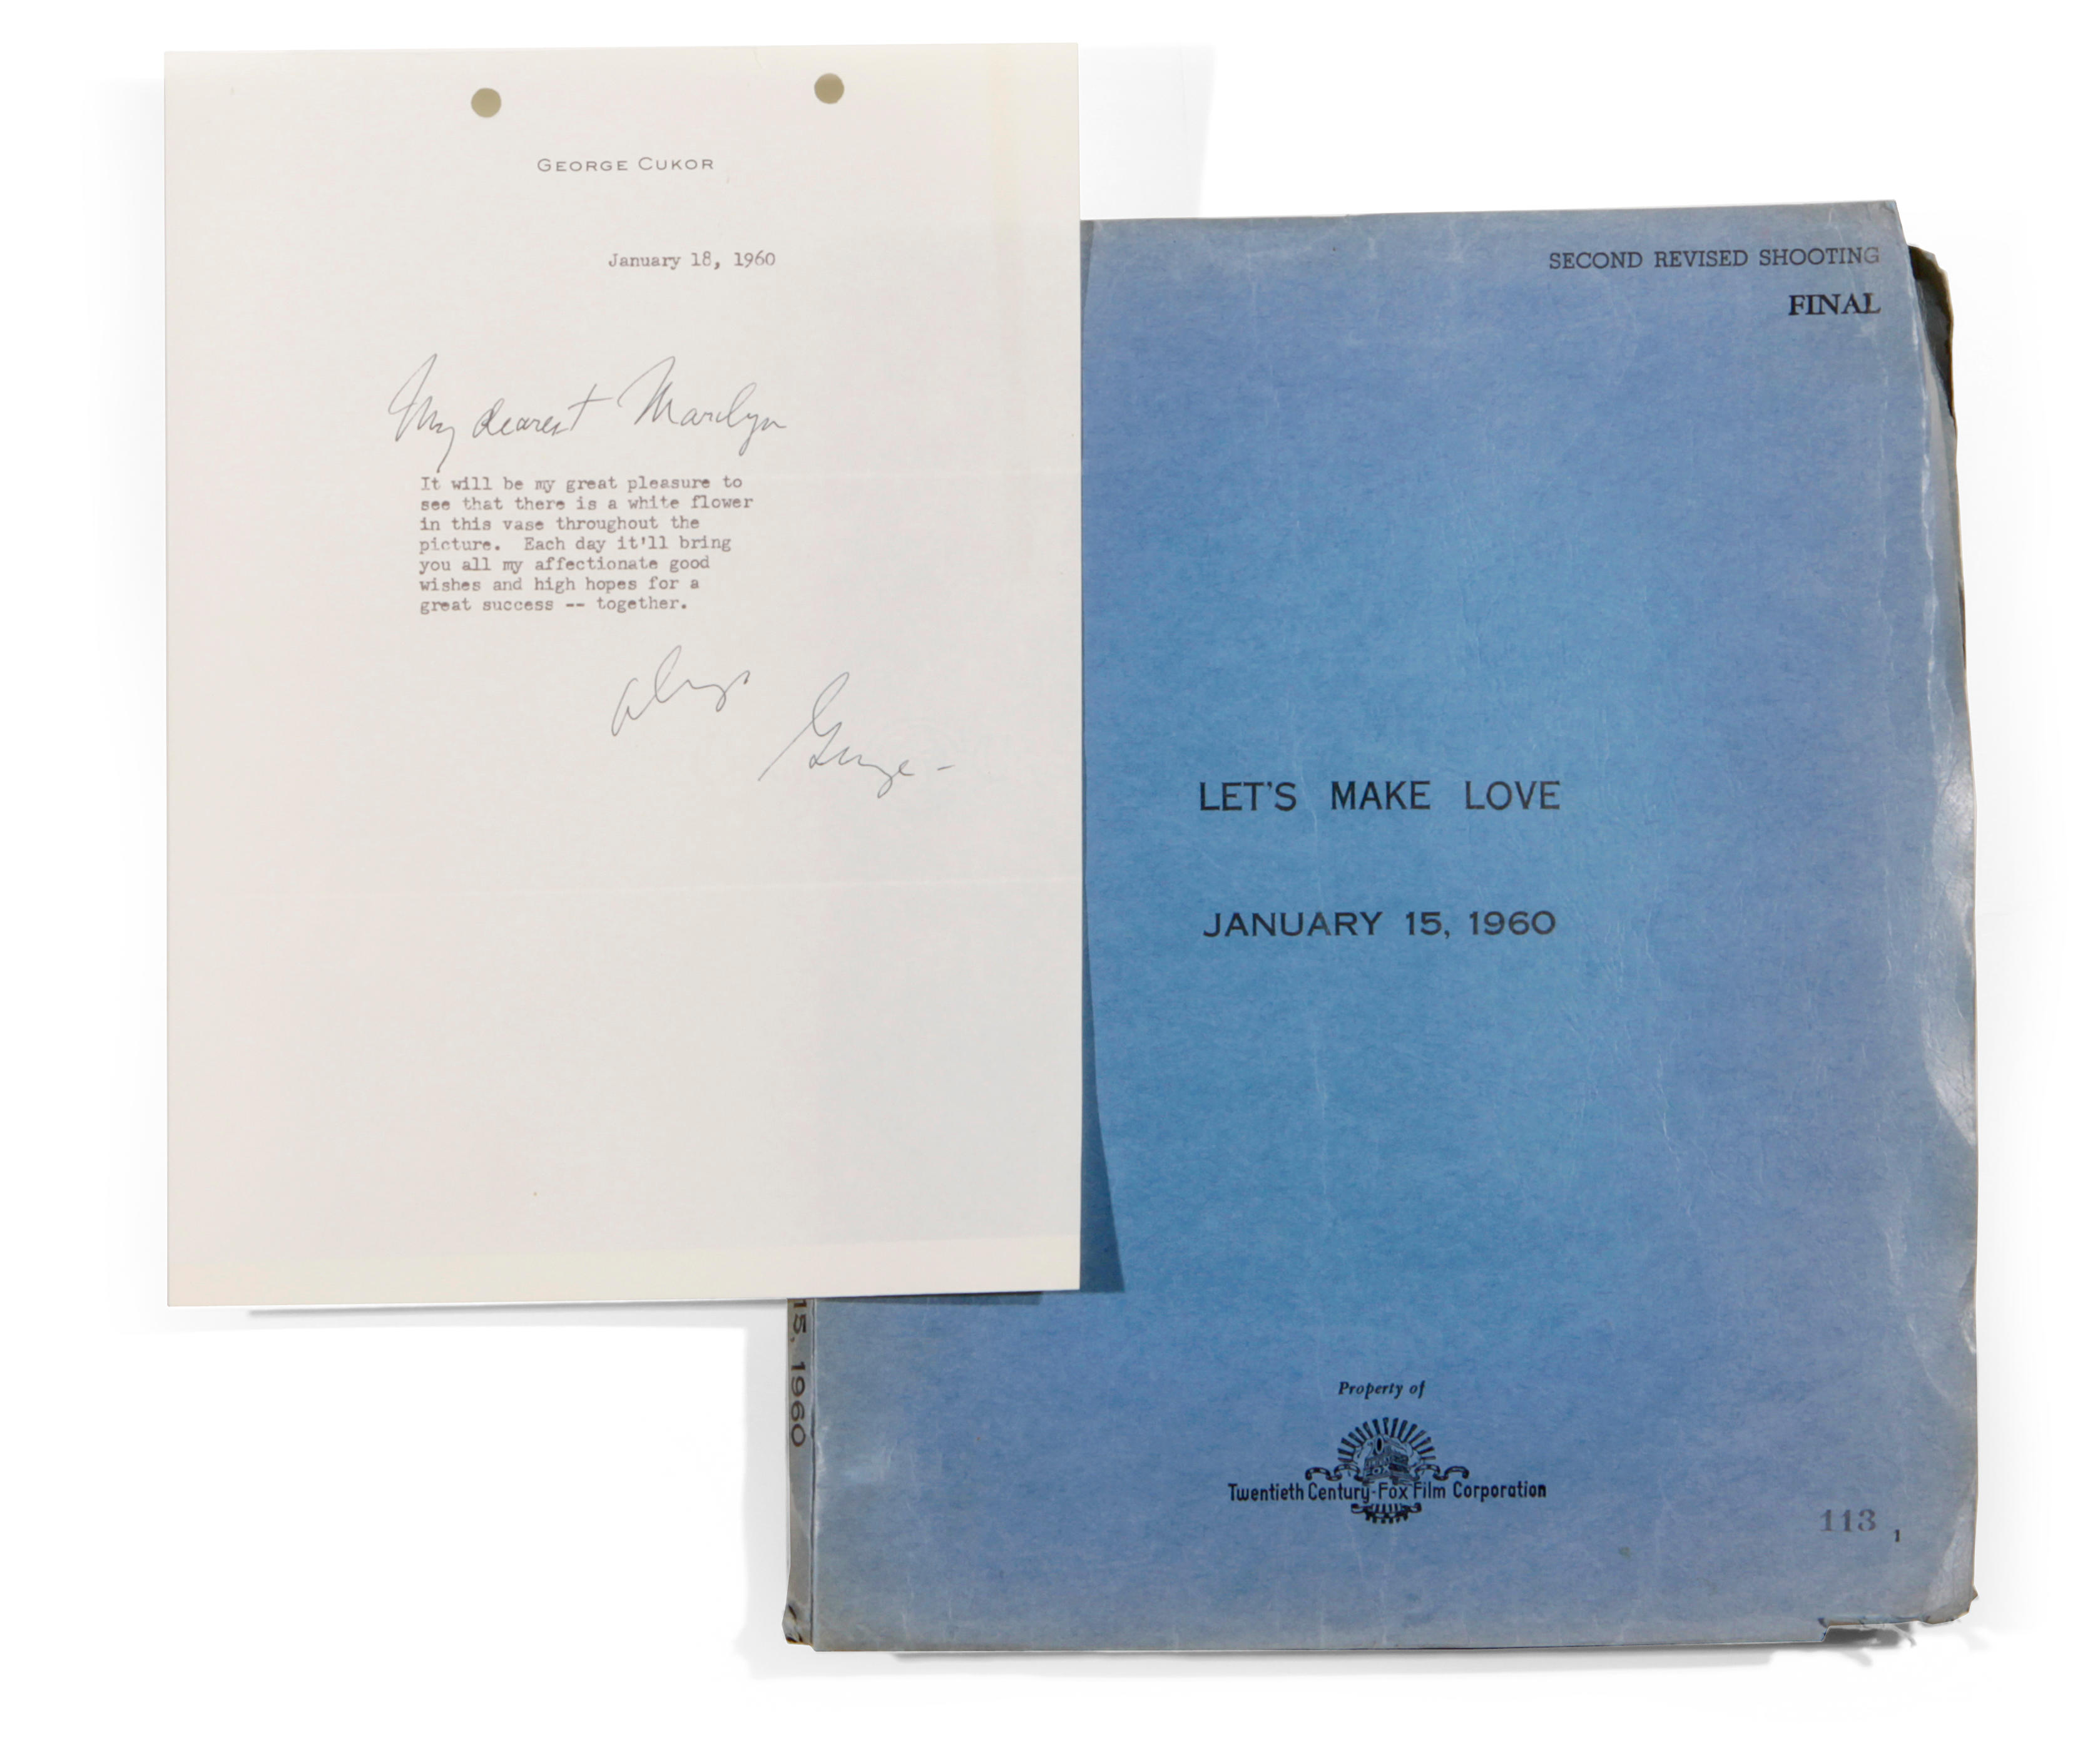 GEORGE CUKOR
January 18, 1960
My dearest Marilyn
It will be my great pleasure to
see that there is a white flower
in this vase throughout the
picture.  Each day it'll bring
you all my affectionate good
wishes and high hopes for a
great success -- together.
always
George -
SECOND REVISED SHOOTING
FINAL
LET'S MAKE LOVE
JANUARY 15, 1960
Property of
Twentieth Century-Fox Film Corporation
113
1
15, 1960